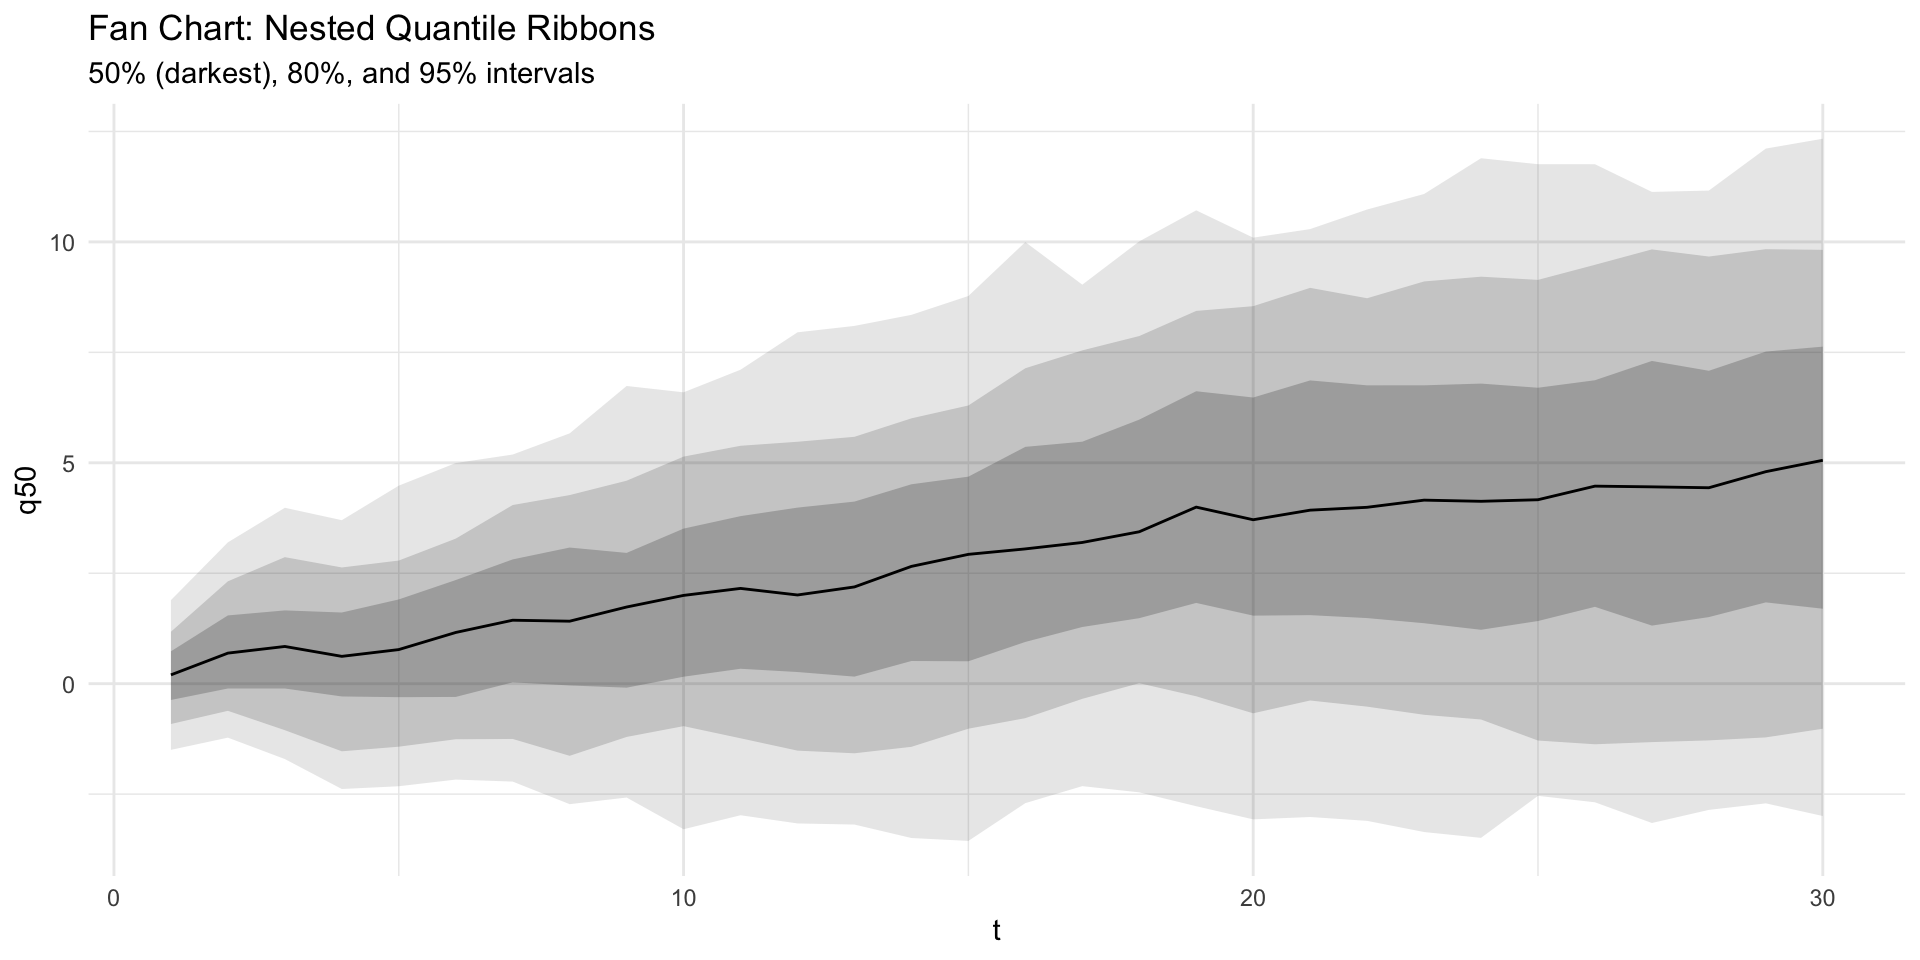 Fan Chart: Nested Quantile Ribbons
50% (darkest), 80%, and 95% intervals
10
5
0
q50
0 10 20 30
t